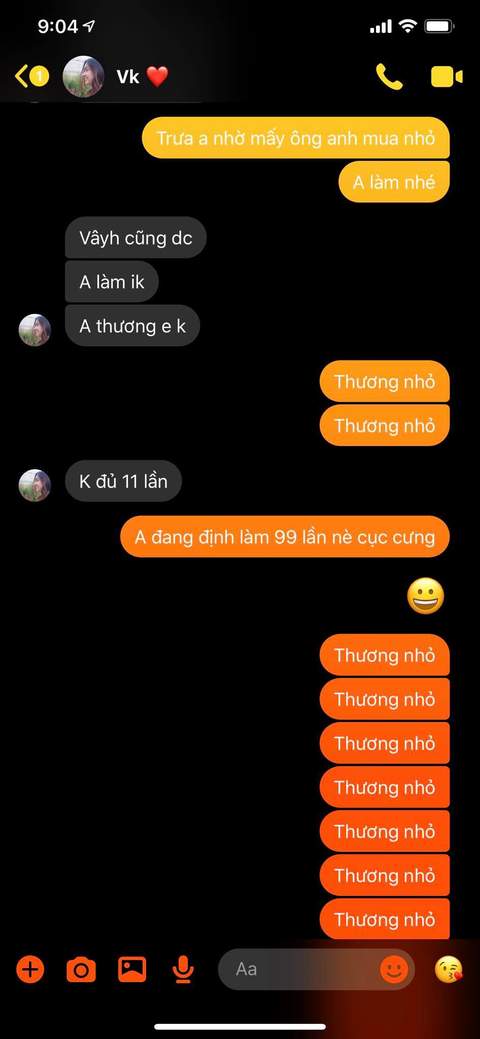 9:04
1
Vk
Trưa a nhờ mấy ông anh mua nhỏ
A làm nhé
Vâyh cũng dc
A làm ik
A thương e k
Thương nhỏ
Thương nhỏ
K đủ 11 lần
A đang định làm 99 lần nè cục cưng
Thương nhỏ
Thương nhỏ
Thương nhỏ
Thương nhỏ
Thương nhỏ
Thương nhỏ
Thương nhỏ
Aa